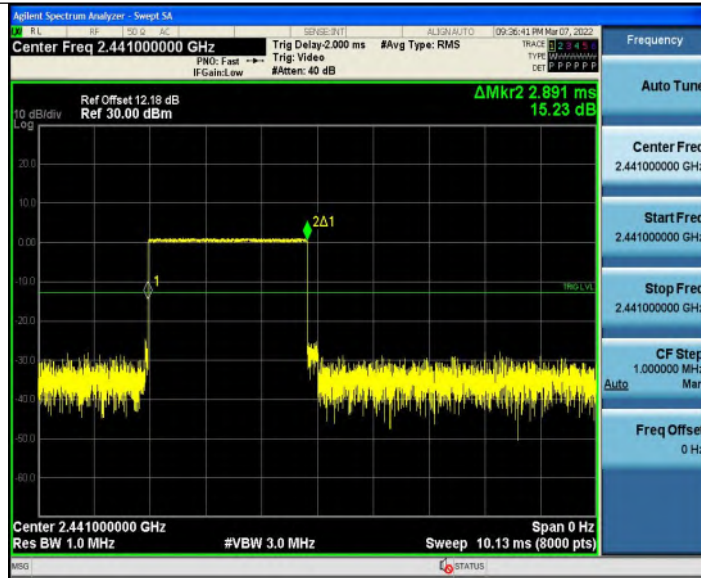 Agilent Spectrum Analyzer - Swept SA
RL RF 50 Ω AC SENSE:INT ALIGN AUTO 09:36:41 PM Mar 07, 2022
Center Freq 2.441000000 GHz
PNO: Fast
IFGain:Low
Trig Delay-2.000 ms
Trig: Video
#Atten: 40 dB
#Avg Type: RMS
TRACE 1 2 3 4 5 6
TYPE
DET P P P P P P
Ref Offset 12.18 dB
10 dB/div Ref 30.00 dBm
Log
ΔMkr2 2.891 ms
15.23 dB
20.0
10.0
2Δ1
0.00
-10.0
1
TRIG LVL
-20.0
-30.0
-40.0
-50.0
-60.0
Center 2.441000000 GHz
Span 0 Hz
Res BW 1.0 MHz
#VBW 3.0 MHz
Sweep 10.13 ms (8000 pts)
MSG
STATUS
Frequency
Auto Tune
Center Freq
2.441000000 GHz
Start Freq
2.441000000 GHz
Stop Freq
2.441000000 GHz
CF Step
1.000000 MHz
Auto Man
Freq Offset
0 Hz